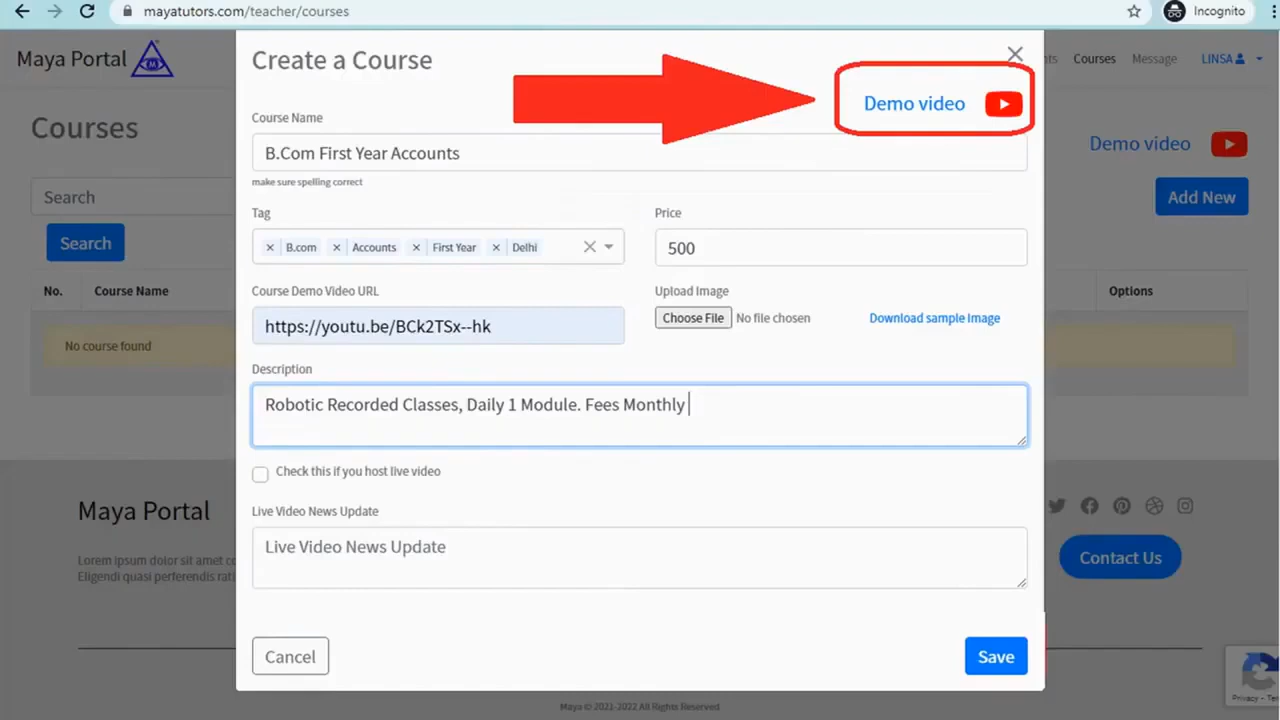 mayatutors.com/teacher/courses
Incognito
Maya Portal
Create a Course
nts
Courses
Message
LINSA
Demo video
Courses
Course Name
B.Com First Year Accounts
Demo video
make sure spelling correct
Search
Add New
Tag
Price
Search
× B.com × Accounts × First Year × Delhi
500
No.
Course Name
Course Demo Video URL
Upload Image
Options
https://youtu.be/BCk2TSx--hk
Choose File No file chosen
Download sample Image
No course found
Description
Robotic Recorded Classes, Daily 1 Module. Fees Monthly
Check this if you host live video
Maya Portal
Live Video News Update
Live Video News Update
Lorem ipsum dolor sit amet co
Eligendi quasi perferendis rati
Contact Us
Cancel
Save
Privacy - Ter
Maya © 2021-2022 All Rights Reserved